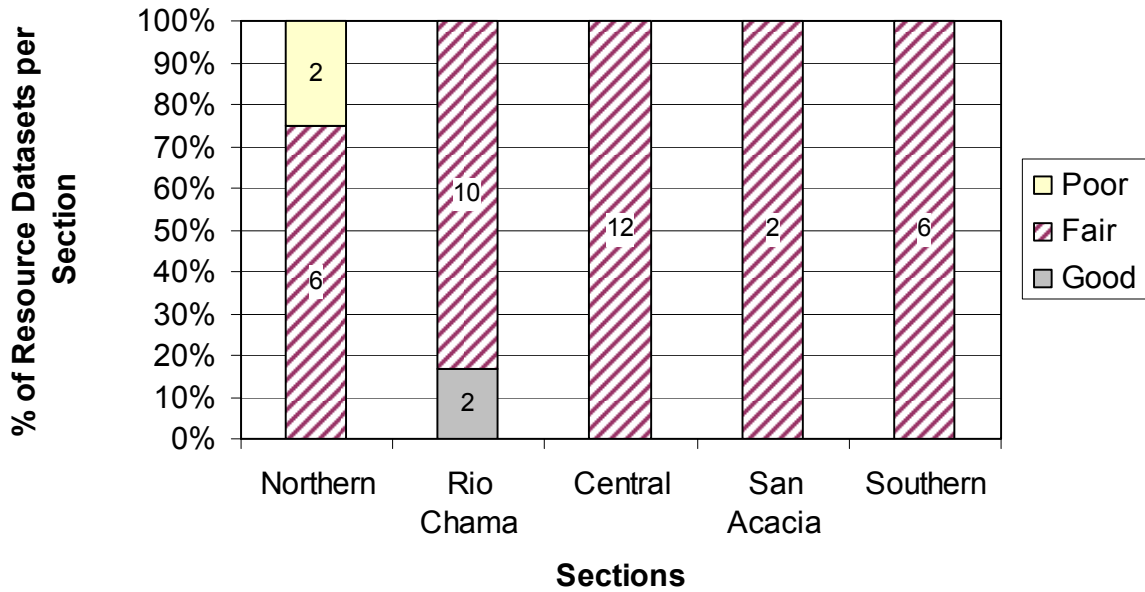 % of Resource Datasets per
Section
100%
90%
80%
70%
60%
50%
40%
30%
20%
10%
0%
2
6
10
2
12
2
6
Northern
Rio
Chama
Central
San
Acacia
Southern
Sections
Poor
Fair
Good